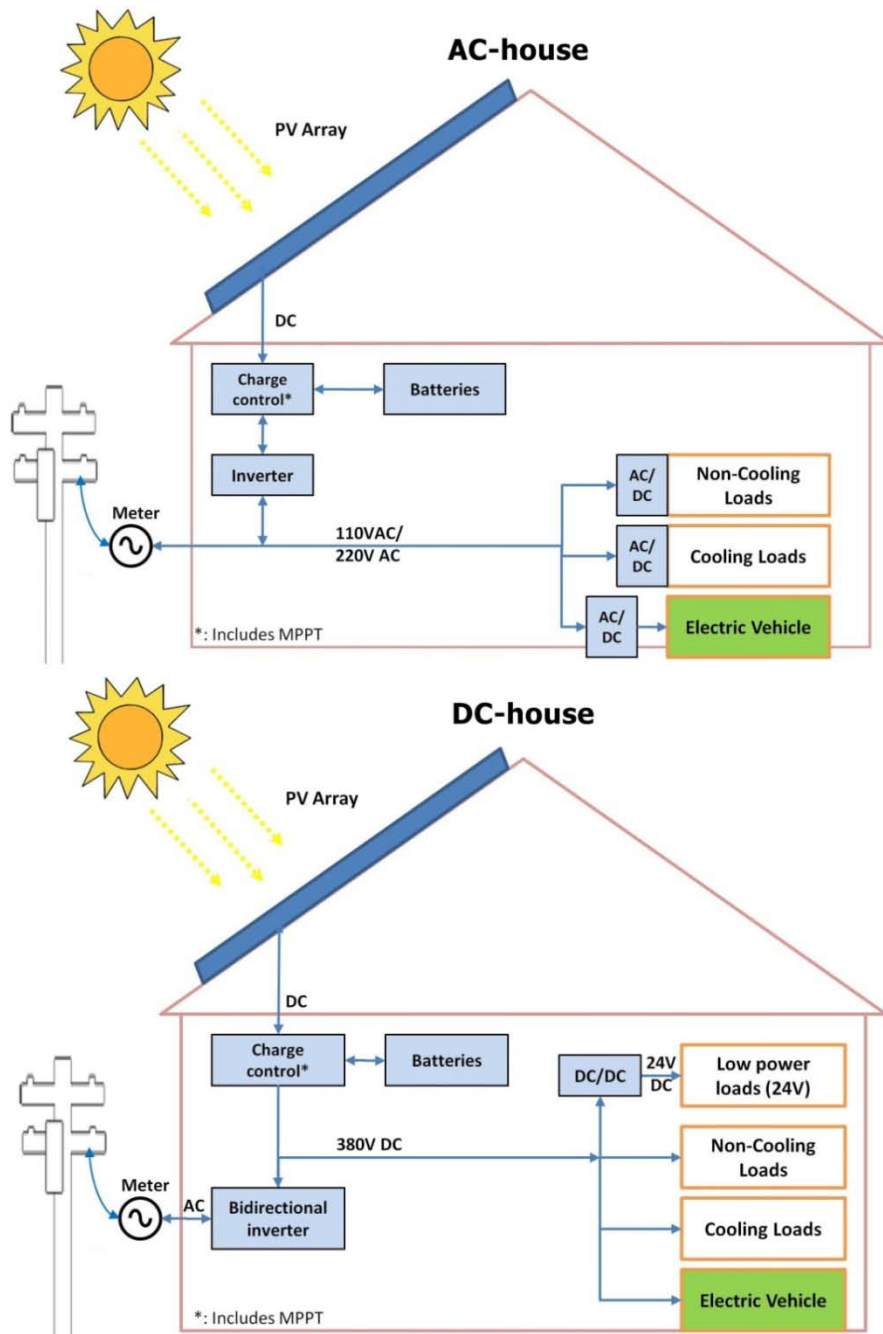 AC-house
PV Array
DC
Charge
control*
Batteries
Inverter
AC/
DC
Non-Cooling
Loads
Meter
110VAC/
220V AC
AC/
DC
Cooling Loads
AC/
DC
Electric Vehicle
*: Includes MPPT
DC-house
PV Array
DC
Charge
control*
Batteries
DC/DC
24V
DC
Low power
loads (24V)
380V DC
Non-Cooling
Loads
Meter
AC
Bidirectional
inverter
Cooling Loads
Electric Vehicle
*: Includes MPPT